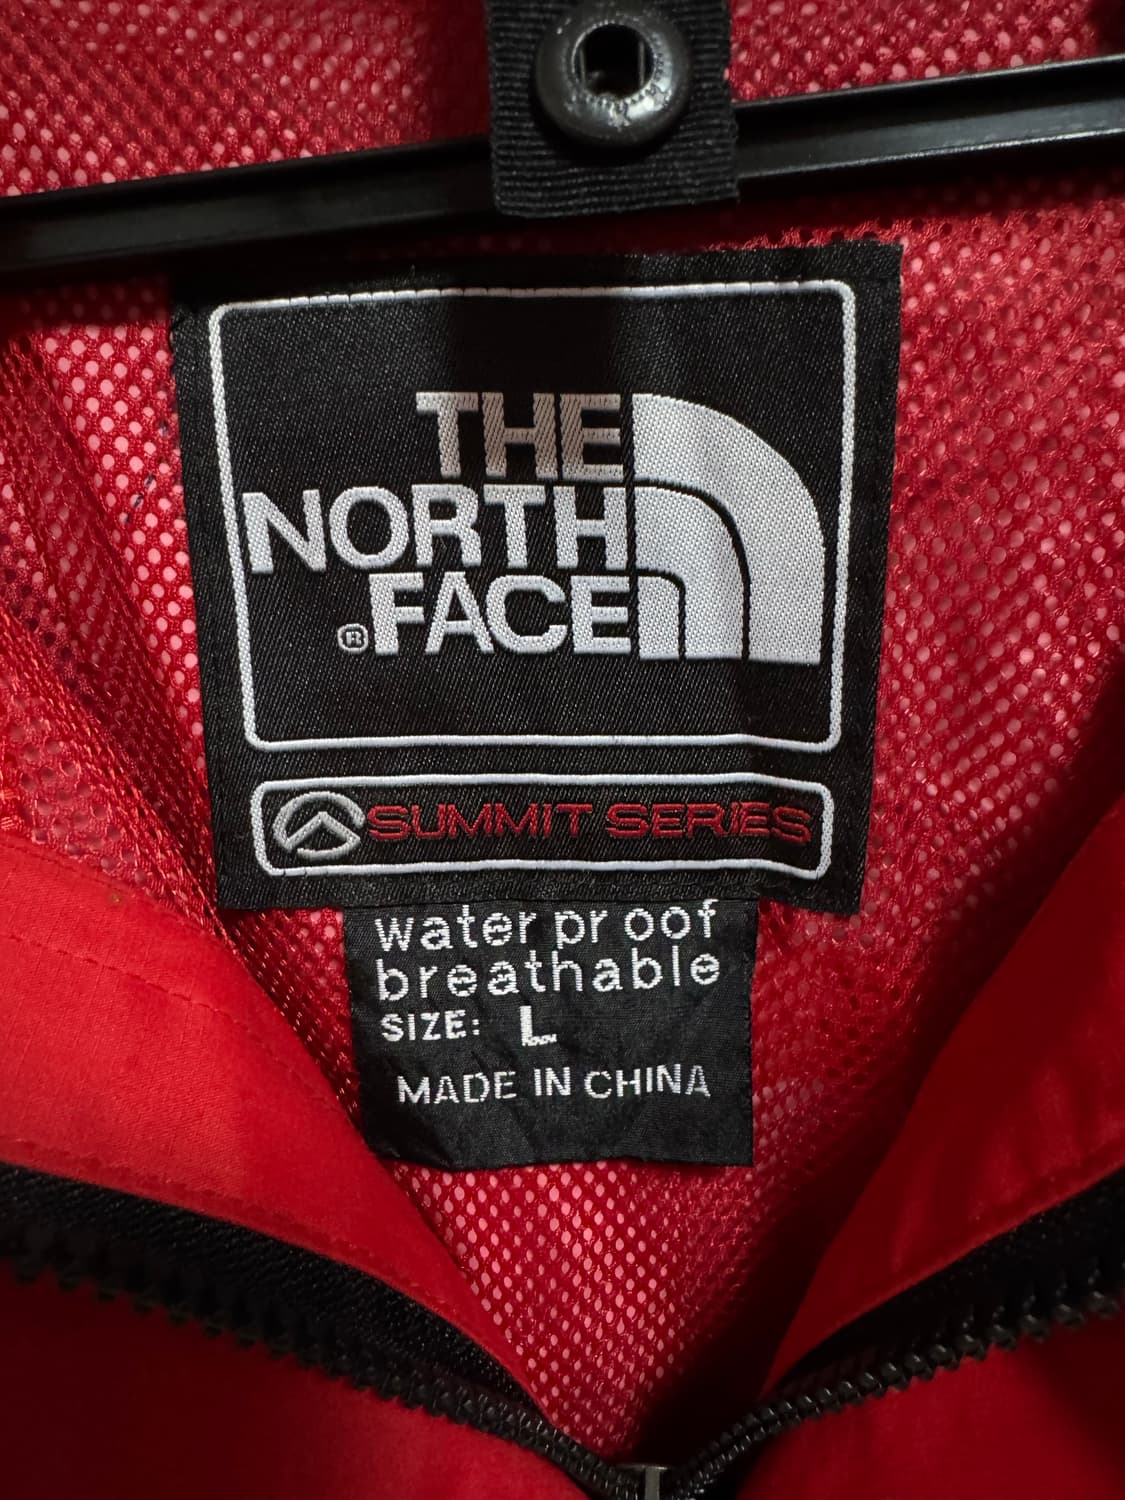 THE
NORTH
®FACE
SUMMIT SERIES
water pr oof
breathable
SIZE: L
MADE IN CHINA